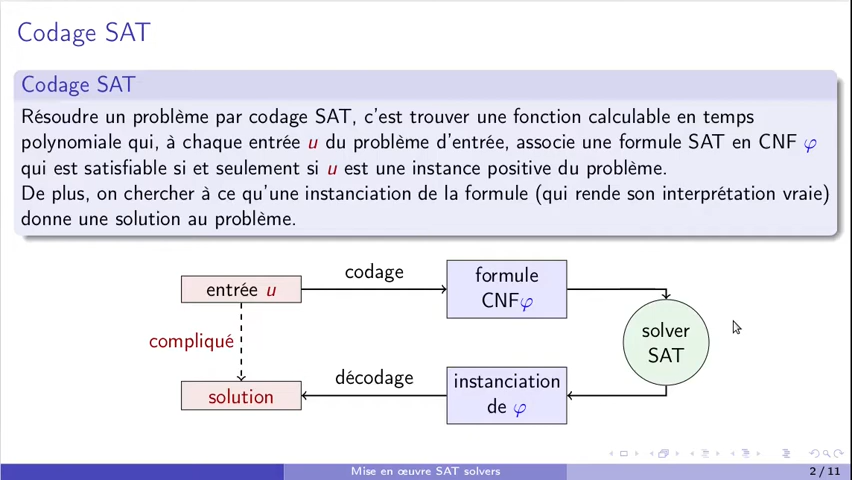 Codage SAT
Codage SAT
Résoudre un problème par codage SAT, c'est trouver une fonction calculable en temps
polynomiale qui, à chaque entrée u du problème d'entrée, associe une formule SAT en CNF φ
qui est satisfiable si et seulement si u est une instance positive du problème.
De plus, on chercher à ce qu'une instanciation de la formule (qui rende son interprétation vraie)
donne une solution au problème.
entrée u
codage
formule
CNFφ
compliqué
solver
SAT
solution
décodage
instanciation
de φ
Mise en œuvre SAT solvers
2 / 11